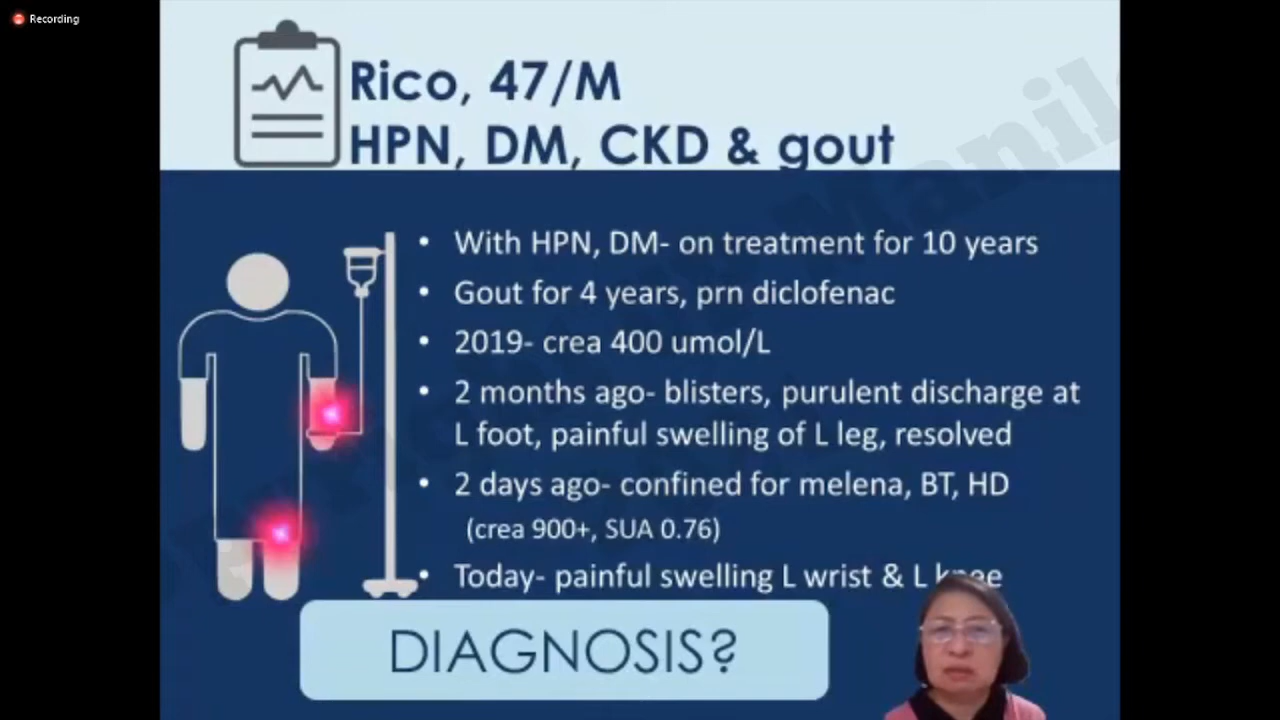 Recording
Rico, 47/M
HPN, DM, CKD & gout
• With HPN, DM- on treatment for 10 years
• Gout for 4 years, prn diclofenac
• 2019- crea 400 umol/L
• 2 months ago- blisters, purulent discharge at
L foot, painful swelling of L leg, resolved
• 2 days ago- confined for melena, BT, HD
(crea 900+, SUA 0.76)
• Today- painful swelling L wrist & L knee
DIAGNOSIS?